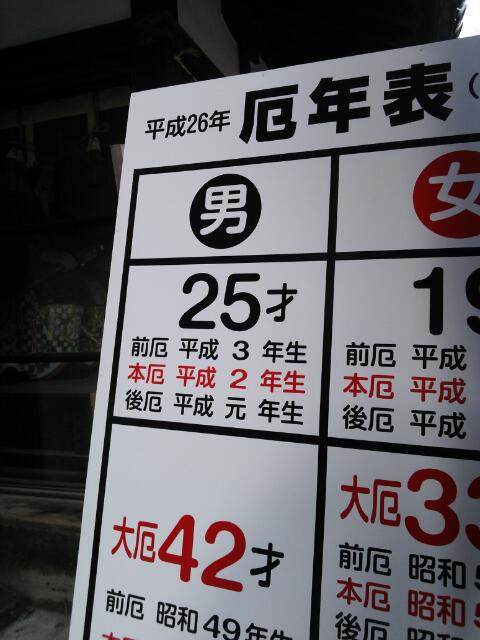 平成26年 厄年表
男
女
25才
前厄 平成 3 年生
本厄 平成 2 年生
後厄 平成 元 年生
前厄 平成
本厄 平成
後厄 平成
大厄42才
前厄 昭和49年生
大厄33
前厄 昭和
本厄 昭和
後厄 昭和